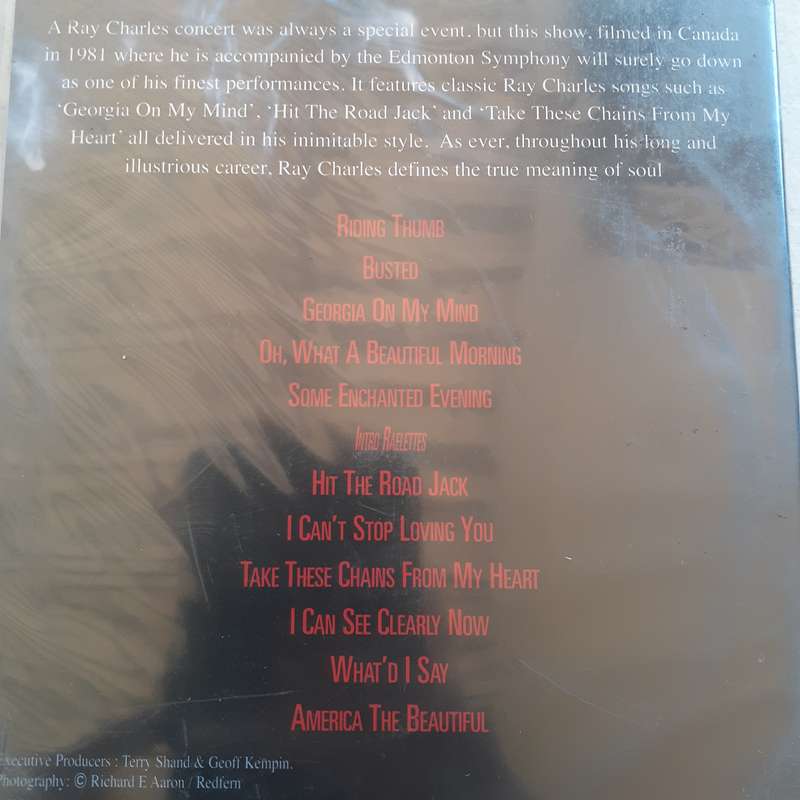 A Ray Charles concert was always a special event, but this show, filmed in Canada
in 1981 where he is accompanied by the Edmonton Symphony will surely go down
as one of his finest performances. It features classic Ray Charles songs such as
‘Georgia On My Mind’, ‘Hit The Road Jack’ and ‘Take These Chains From My
Heart’ all delivered in his inimitable style. As ever, throughout his long and
illustrious career, Ray Charles defines the true meaning of soul
Riding Thumb
Busted
Georgia On My Mind
Oh, What A Beautiful Morning
Some Enchanted Evening
Intro Raelettes
Hit The Road Jack
I Can't Stop Loving You
Take These Chains From My Heart
I Can See Clearly Now
What'd I Say
America The Beautiful
Executive Producers : Terry Shand & Geoff Kempin.
Photography: © Richard E Aaron / Redfern